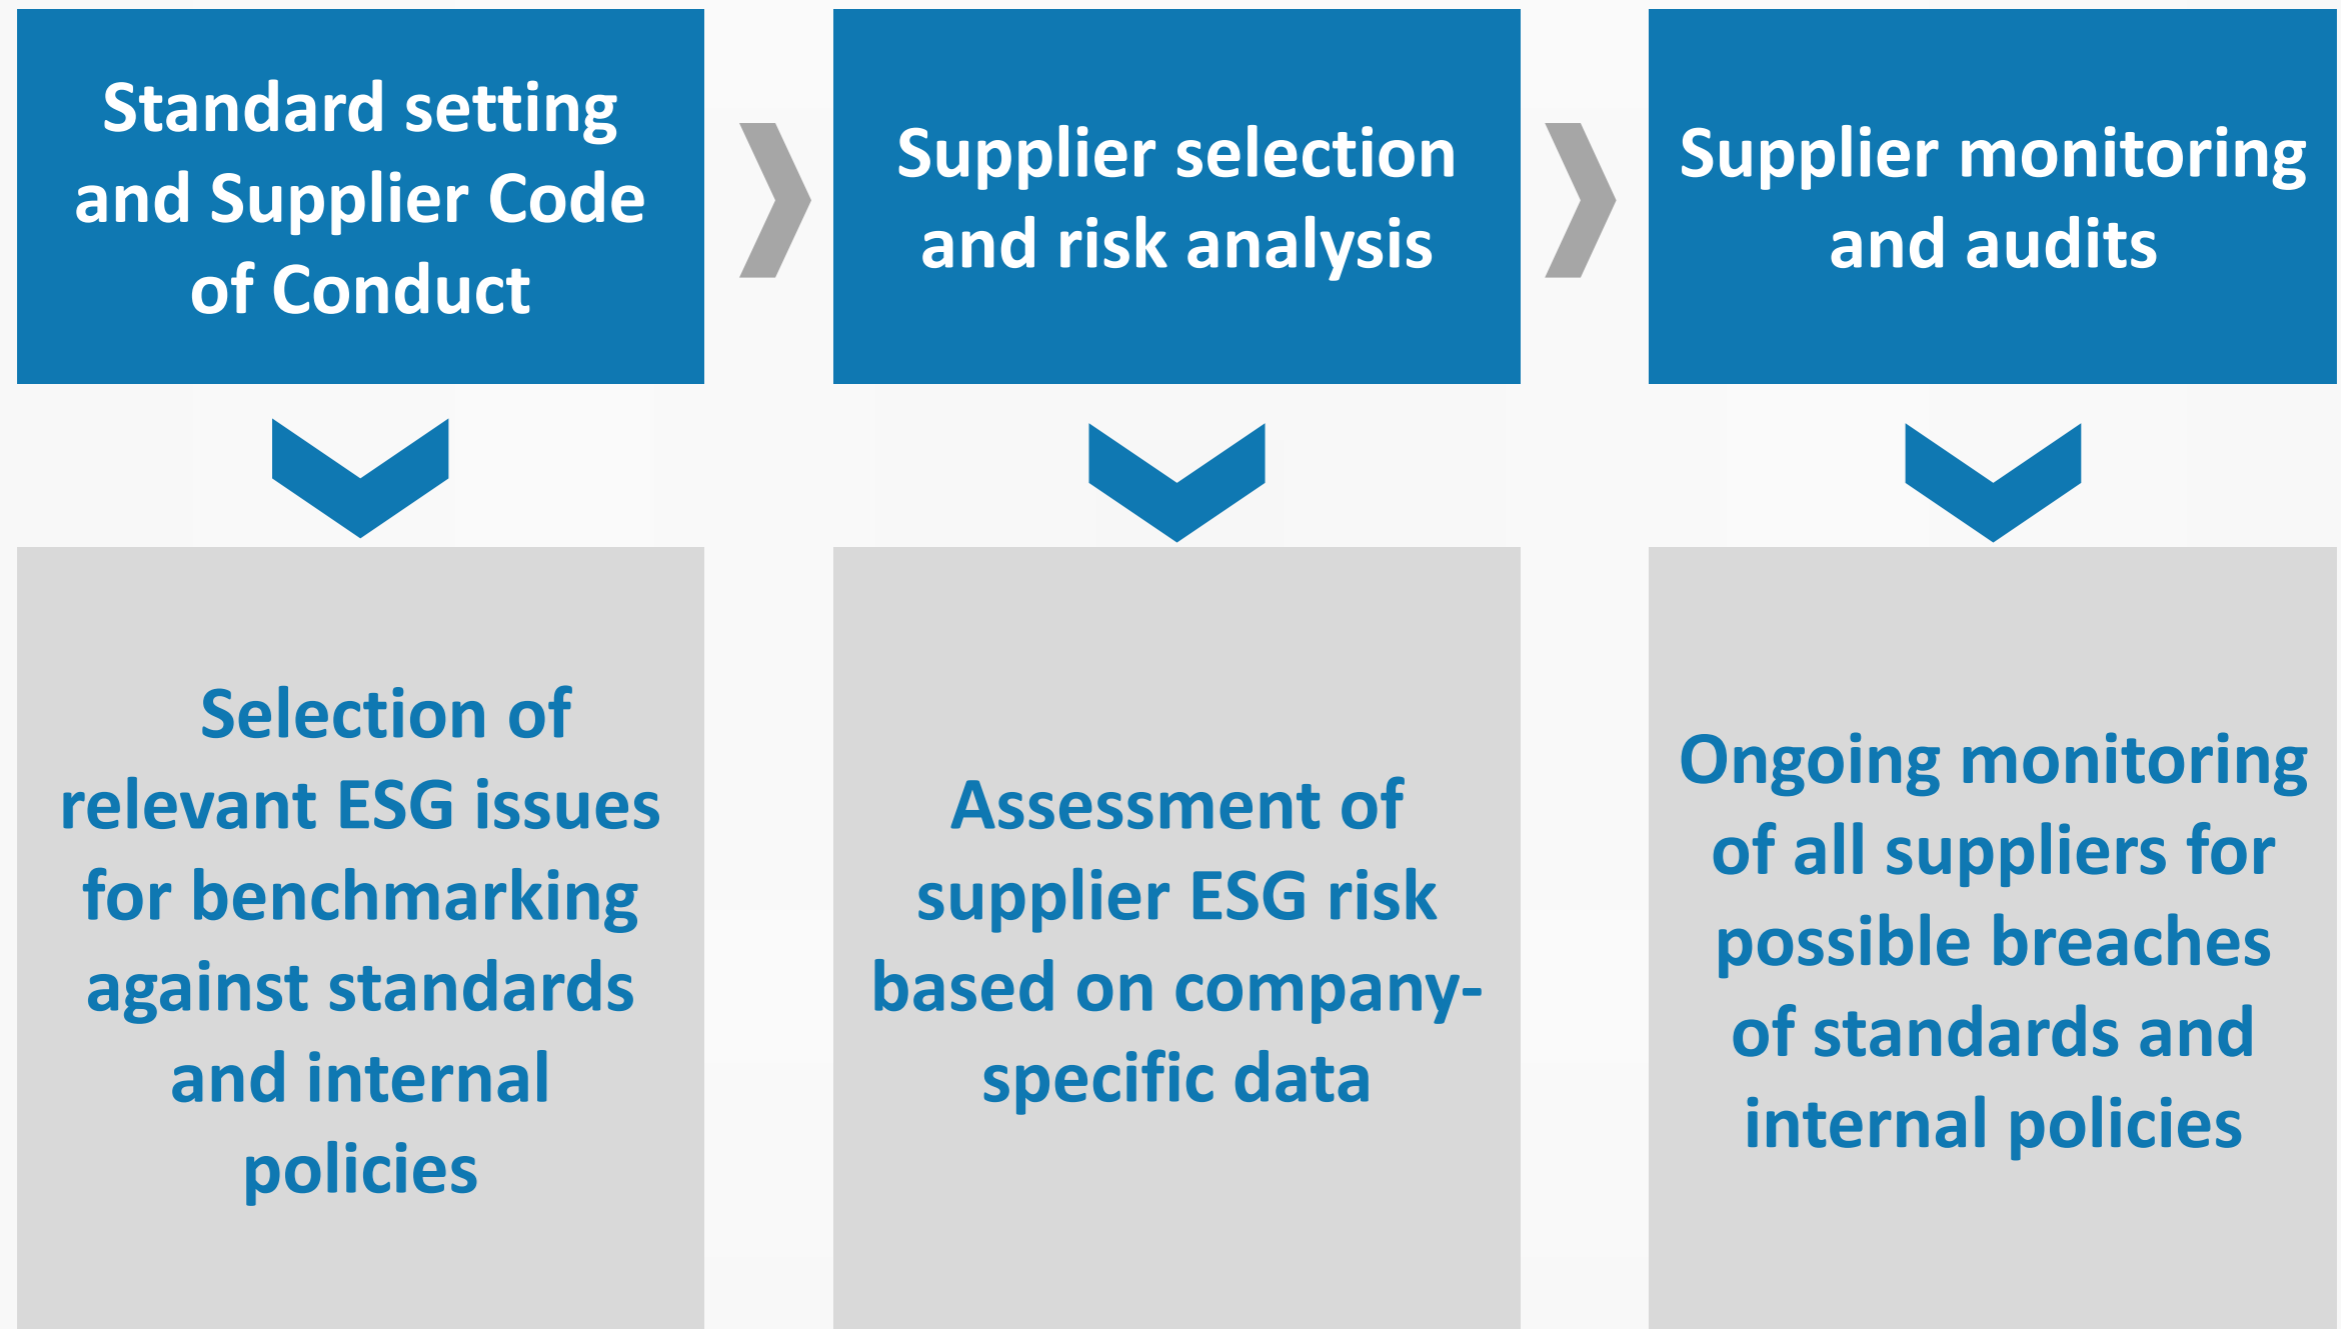 Standard setting
and Supplier Code
of Conduct
Supplier selection
and risk analysis
Supplier monitoring
and audits
Selection of
relevant ESG issues
for benchmarking
against standards
and internal
policies
Assessment of
supplier ESG risk
based on company-
specific data
Ongoing monitoring
of all suppliers for
possible breaches
of standards and
internal policies